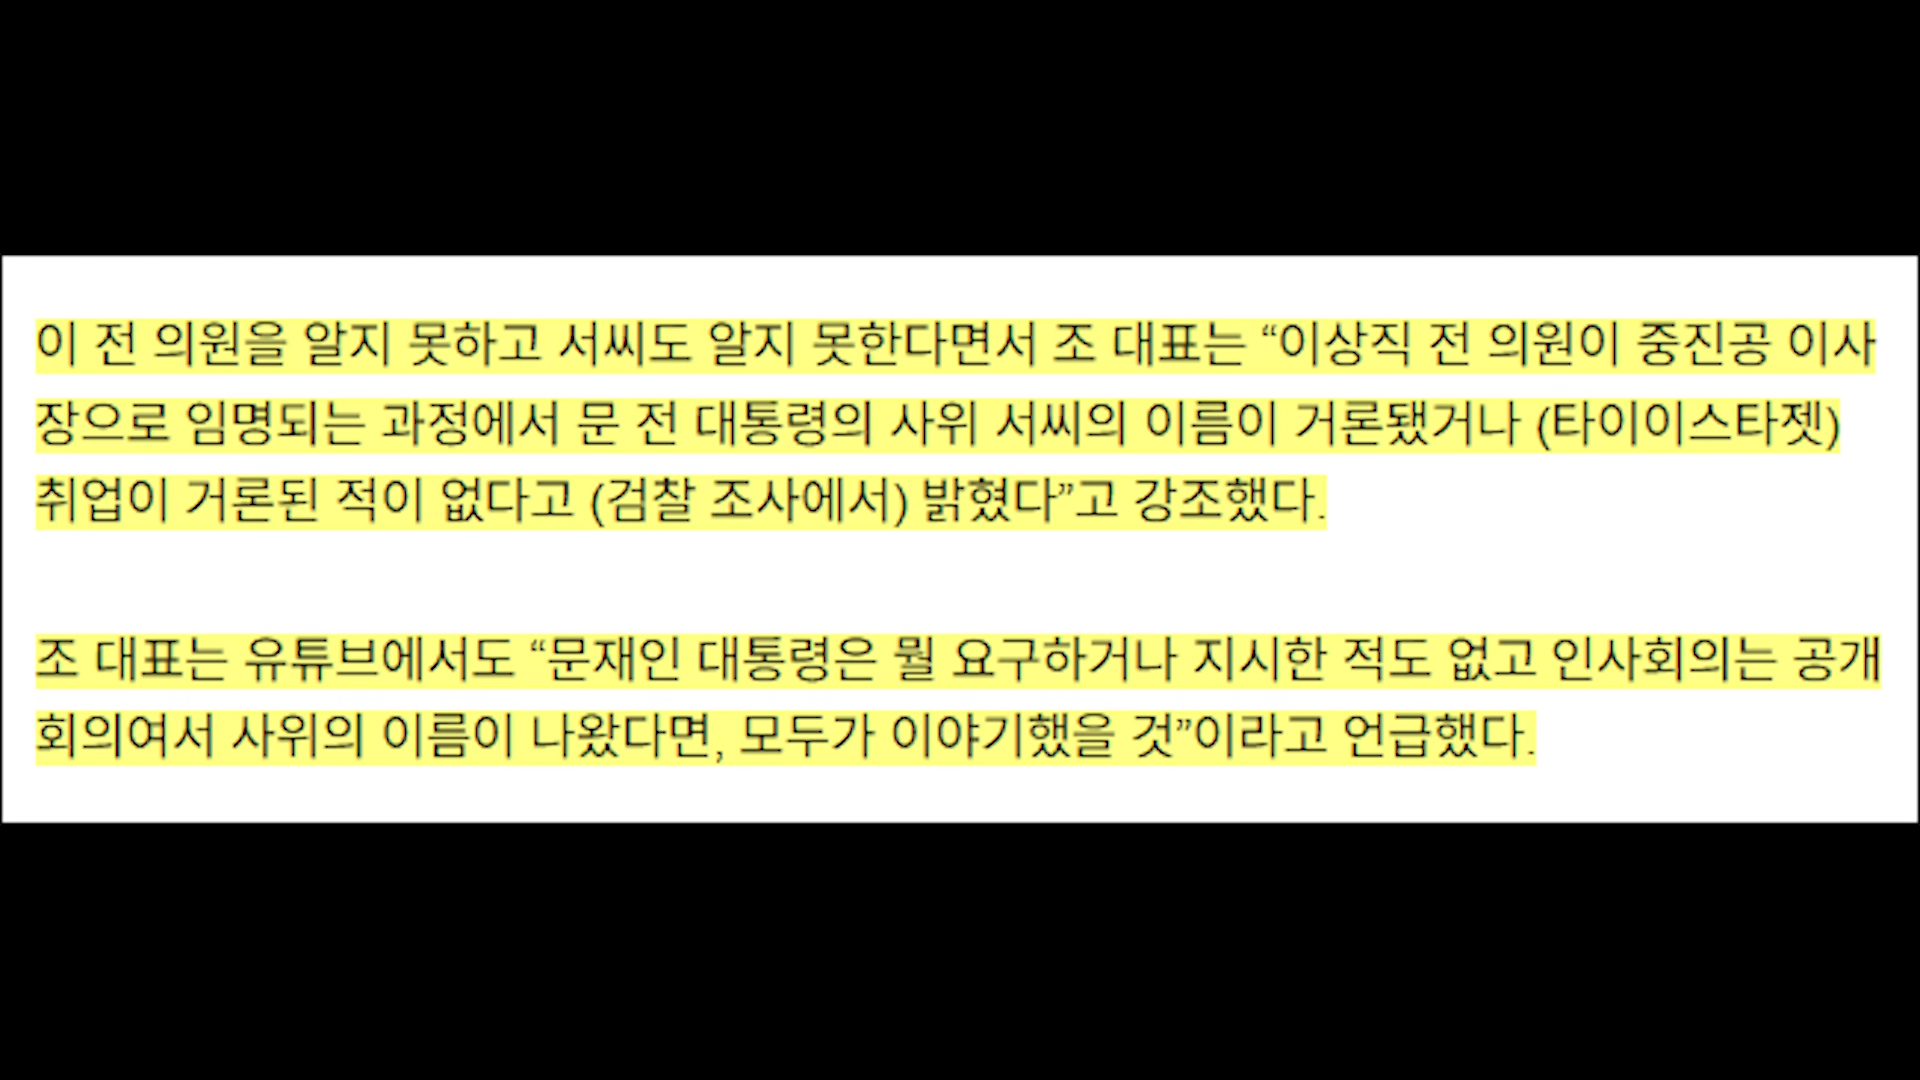 이 전 의원을 알지 못하고 서씨도 알지 못한다면서 조 대표는 “이상직 전 의원이 중진공 이사
장으로 임명되는 과정에서 문 전 대통령의 사위 서씨의 이름이 거론됐거나 (타이이스타젯)
취업이 거론된 적이 없다고 (검찰 조사에서) 밝혔다”고 강조했다.
조 대표는 유튜브에서도 “문재인 대통령은 뭘 요구하거나 지시한 적도 없고 인사회의는 공개
회의여서 사위의 이름이 나왔다면, 모두가 이야기했을 것”이라고 언급했다.